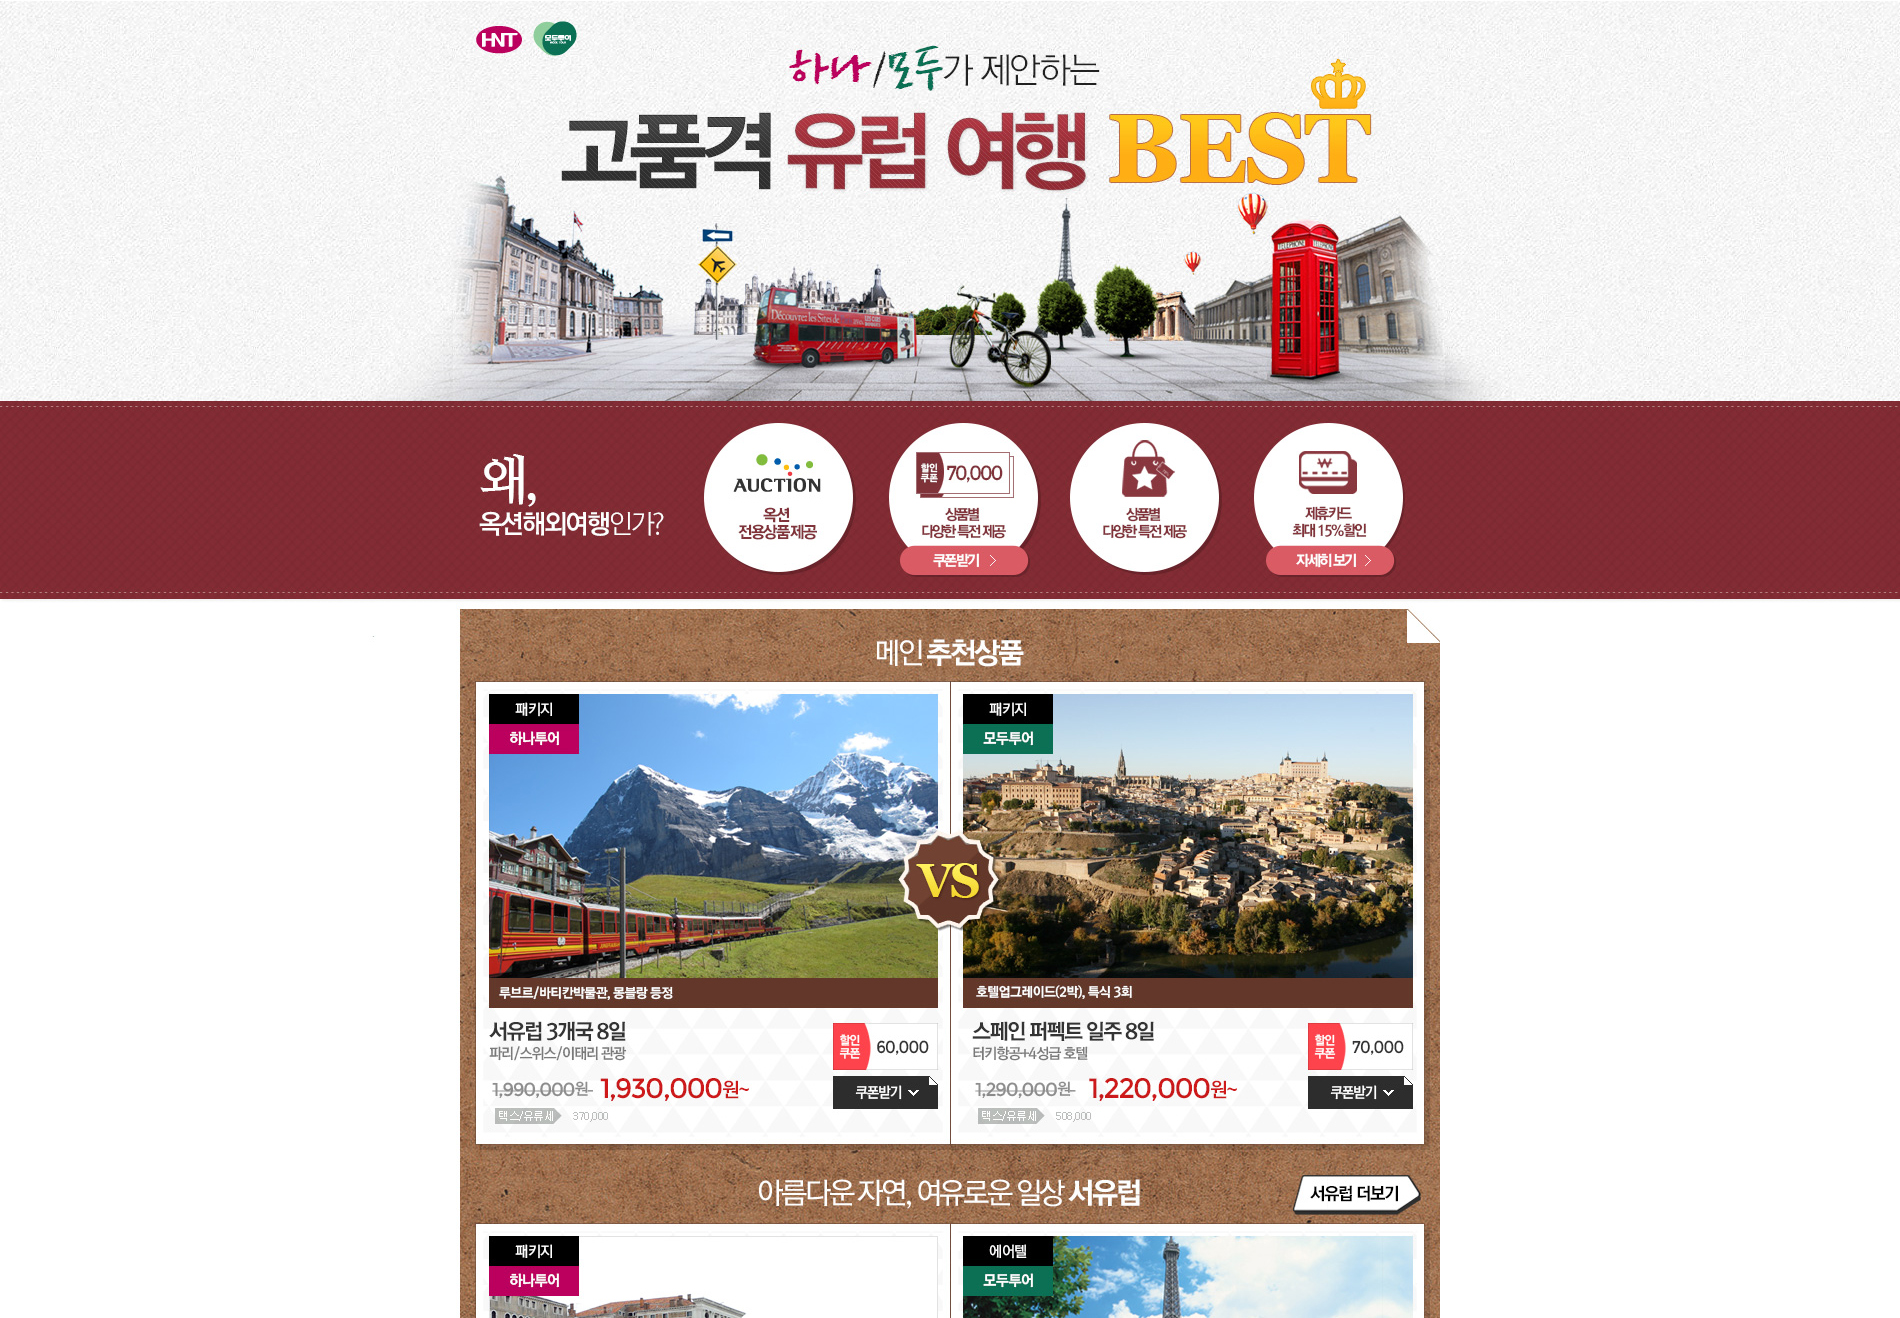 HNT
모두투어
하나/모두가 제안하는
고품격 유럽 여행 BEST
TELEPHONE
TELEPHONE
Découvrez les Sites de
왜,
옥션해외여행인가?
AUCTION
옥션
전용상품 제공
할인쿠폰
70,000
상품별
다양한 특전 제공
쿠폰받기
상품별
다양한 특전 제공
₩
제휴카드
최대 15%할인
자세히 보기
메인 추천상품
패키지
하나투어
패키지
모두투어
VS
루브르/바티칸박물관, 몽블랑 등정
호텔업그레이드(2박), 특식 3회
서유럽 3개국 8일
파리/스위스/이태리 관광
1,990,000원
1,930,000원~
택스/유류세
370,000
할인쿠폰
60,000
쿠폰받기
스페인 퍼펙트 일주 8일
터키항공+4성급 호텔
1,290,000원
1,220,000원~
택스/유류세
508,000
할인쿠폰
70,000
쿠폰받기
아름다운 자연, 여유로운 일상 서유럽
서유럽 더보기
패키지
하나투어
에어텔
모두투어